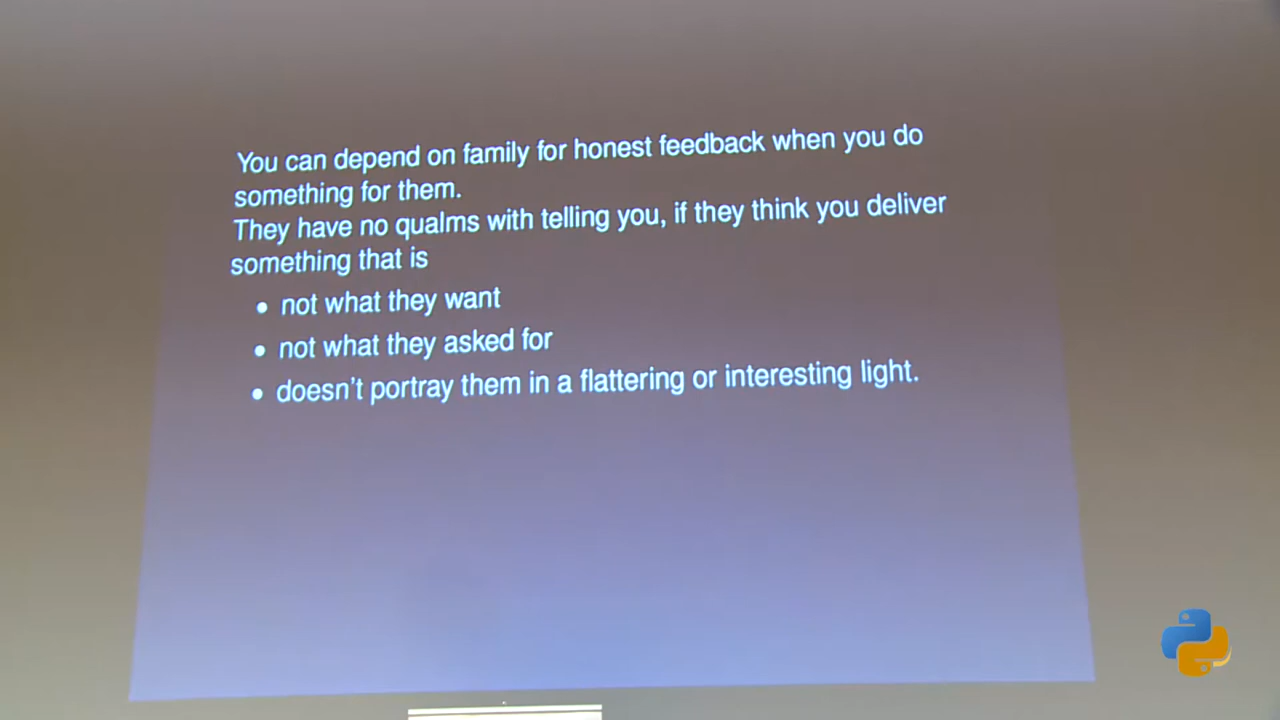 You can depend on family for honest feedback when you do
something for them.
They have no qualms with telling you, if they think you deliver
something that is
• not what they want
• not what they asked for
• doesn't portray them in a flattering or interesting light.